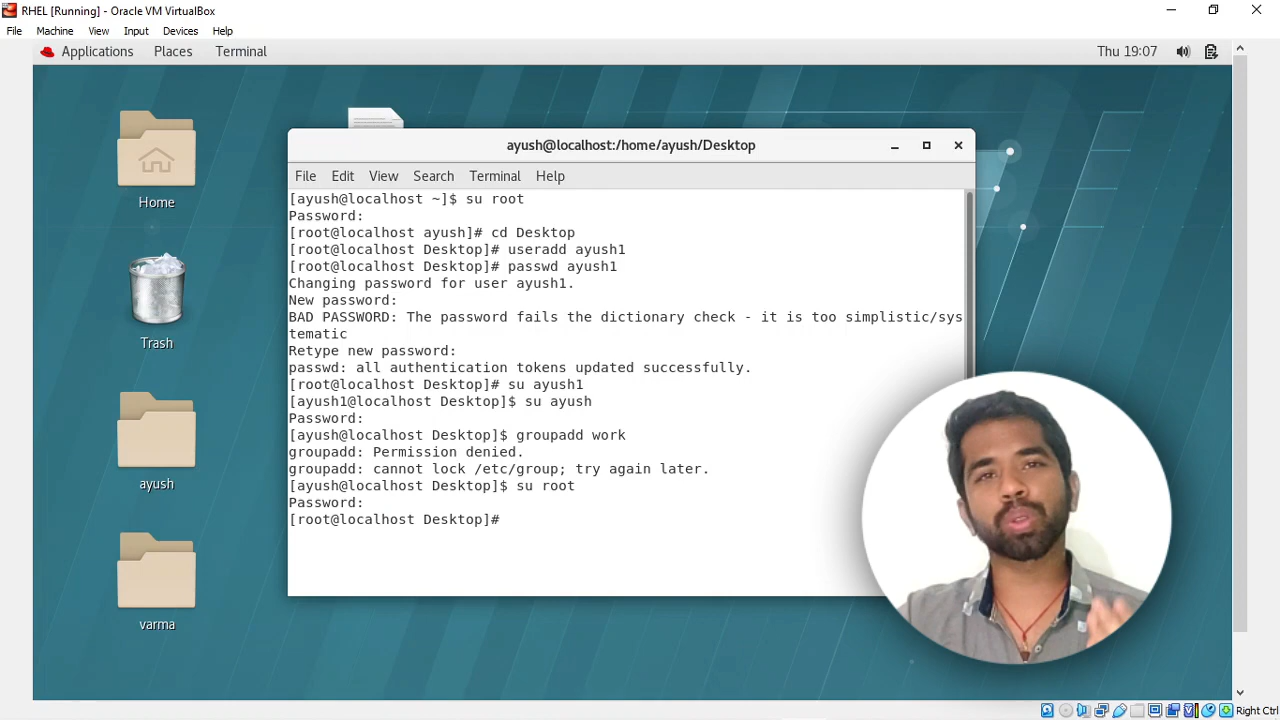 RHEL [Running] - Oracle VM VirtualBox
File Machine View Input Devices Help
Applications Places Terminal Thu 19:07
ayush@localhost:/home/ayush/Desktop
File Edit View Search Terminal Help
[ayush@localhost ~]$ su root
Password:
[root@localhost ayush]# cd Desktop
[root@localhost Desktop]# useradd ayush1
[root@localhost Desktop]# passwd ayush1
Changing password for user ayush1.
New password:
BAD PASSWORD: The password fails the dictionary check - it is too simplistic/sys
tematic
Retype new password:
passwd: all authentication tokens updated successfully.
[root@localhost Desktop]# su ayush1
[ayush1@localhost Desktop]$ su ayush
Password:
[ayush@localhost Desktop]$ groupadd work
groupadd: Permission denied.
groupadd: cannot lock /etc/group; try again later.
[ayush@localhost Desktop]$ su root
Password:
[root@localhost Desktop]#
Home
Trash
ayush
varma
Right Ctrl